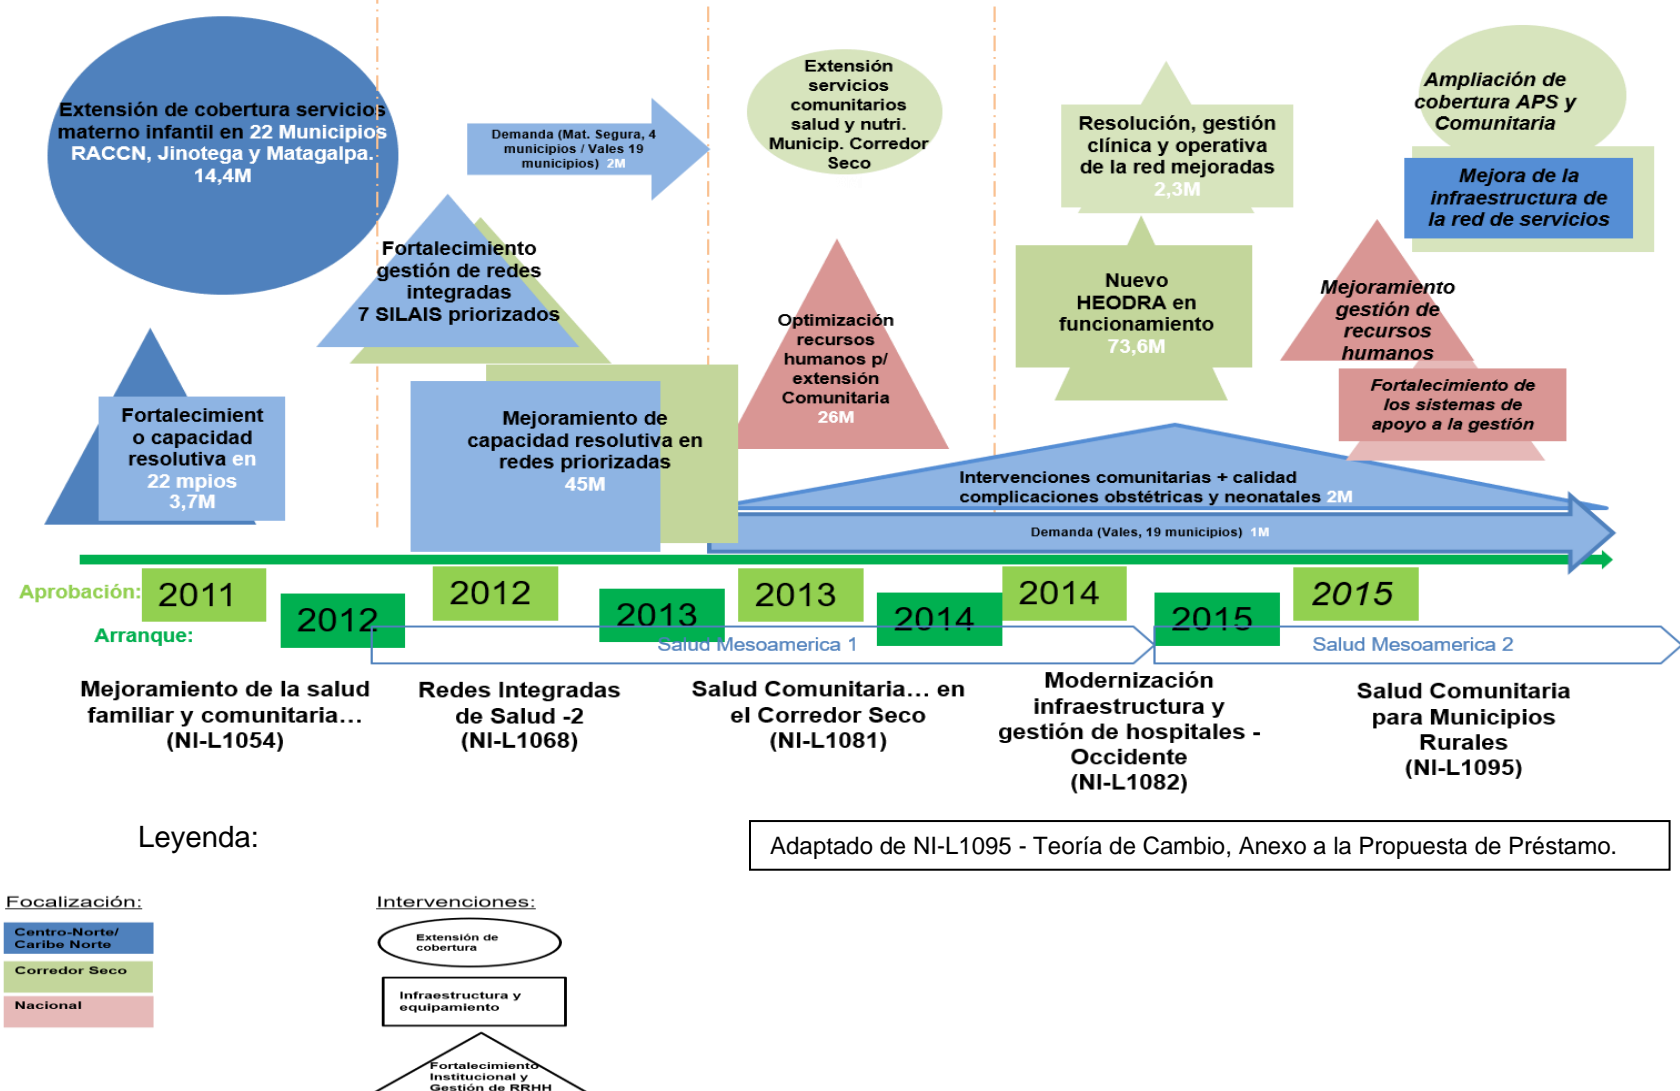 Extensión de cobertura servicios
materno infantil en 22 Municipios
RACCN, Jinotega y Matagalpa.
14,4M
Demanda (Mat. Segura, 4
municipios / Vales 19
municipios) 2M
Extensión
servicios
comunitarios
salud y nutri.
Municip. Corredor
Seco
Resolución, gestión
clínica y operativa
de la red mejoradas
2,3M
Ampliación de
cobertura APS y
Comunitaria
Mejora de la
infraestructura de
la red de servicios
Fortalecimiento
gestión de redes
integradas
7 SILAIS priorizados
Optimización
recursos
humanos p/
extensión
Comunitaria
26M
Nuevo
HEODRA en
funcionamiento
73,6M
Mejoramiento
gestión de
recursos
humanos
Fortalecimiento de
los sistemas de
apoyo a la gestión
Fortalecimient
o capacidad
resolutiva en
22 mpios
3,7M
Mejoramiento de
capacidad resolutiva en
redes priorizadas
45M
Intervenciones comunitarias + calidad
complicaciones obstétricas y neonatales 2M
Demanda (Vales, 19 municipios) 1M
Aprobación: 2011 2012 2013 2014 2015
Arranque: 2012 2013 2014 2015
Salud Mesoamerica 1
Salud Mesoamerica 2
Mejoramiento de la salud
familiar y comunitaria…
(NI-L1054)
Redes Integradas
de Salud -2
(NI-L1068)
Salud Comunitaria… en
el Corredor Seco
(NI-L1081)
Modernización
infraestructura y
gestión de hospitales -
Occidente
(NI-L1082)
Salud Comunitaria
para Municipios
Rurales
(NI-L1095)
Leyenda:
Adaptado de NI-L1095 - Teoría de Cambio, Anexo a la Propuesta de Préstamo.
Focalización:
Centro-Norte/
Caribe Norte
Corredor Seco
Nacional
Intervenciones:
Extensión de
cobertura
Infraestructura y
equipamiento
Fortalecimiento
Institucional y
Gestión de RRHH